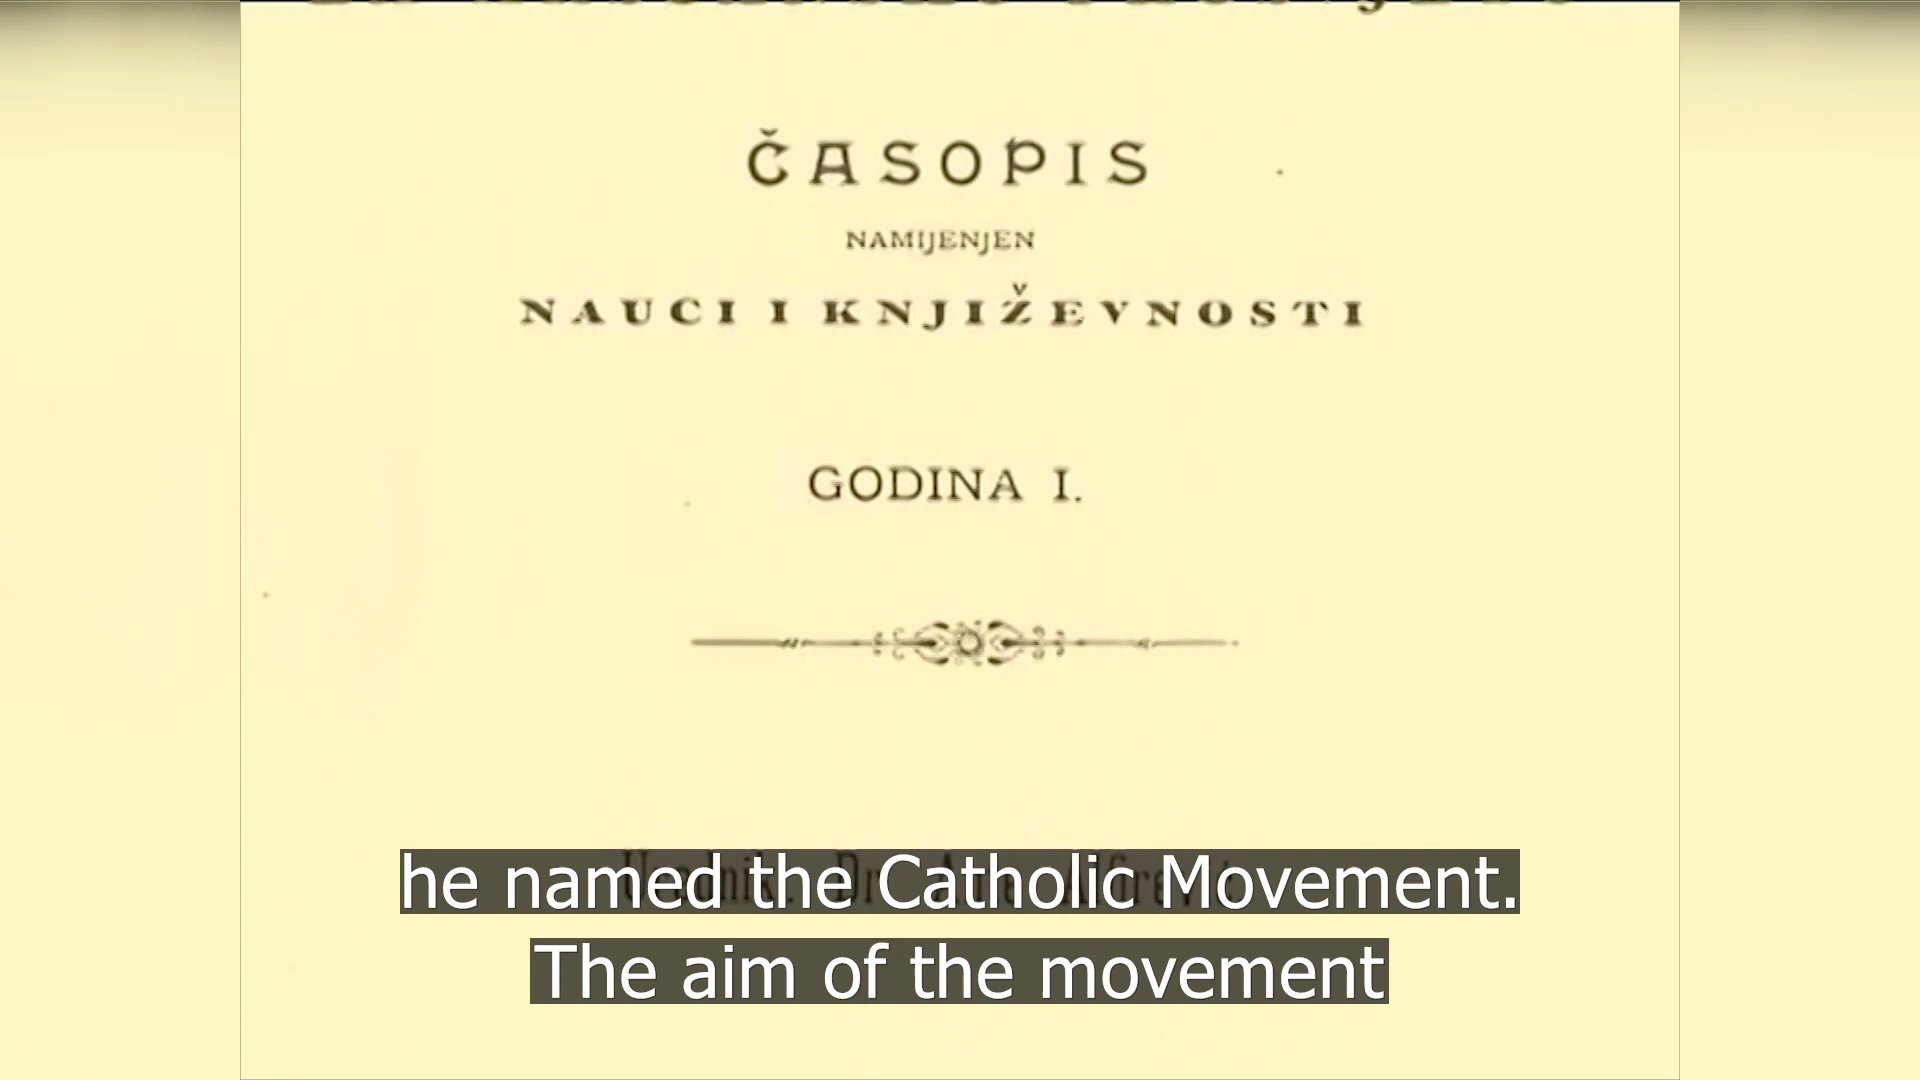 ČASOPIS
NAMIJENJEN
NAUCI I KNJIŽEVNOSTI
GODINA I.
he named the Catholic Movement.
The aim of the movement